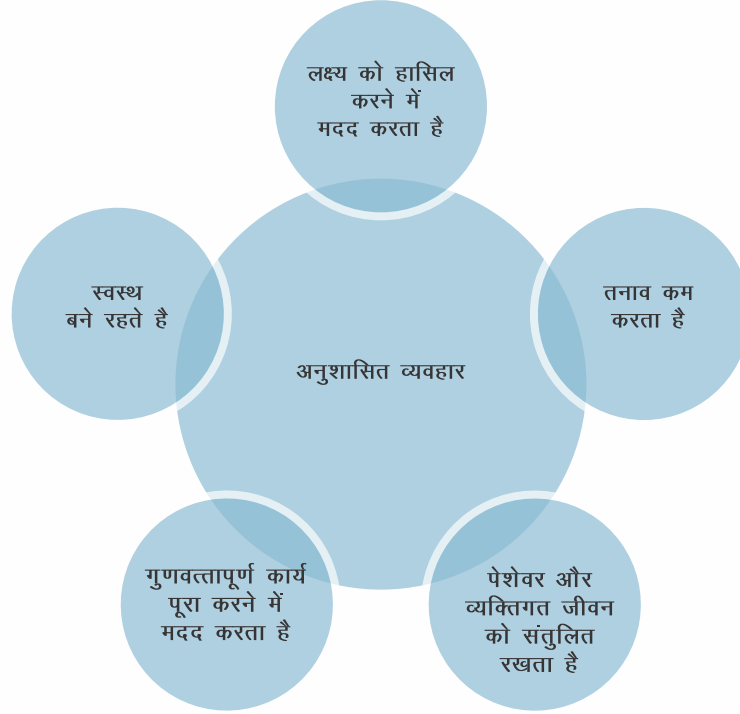 लक्ष्य को हासिल
करने में
मदद करता है
स्वस्थ
बने रहते है
तनाव कम
करता है
अनुशासित व्यवहार
गुणवत्तापूर्ण कार्य
पूरा करने में
मदद करता है
पेशेवर और
व्यक्तिगत जीवन
को संतुलित
रखता है